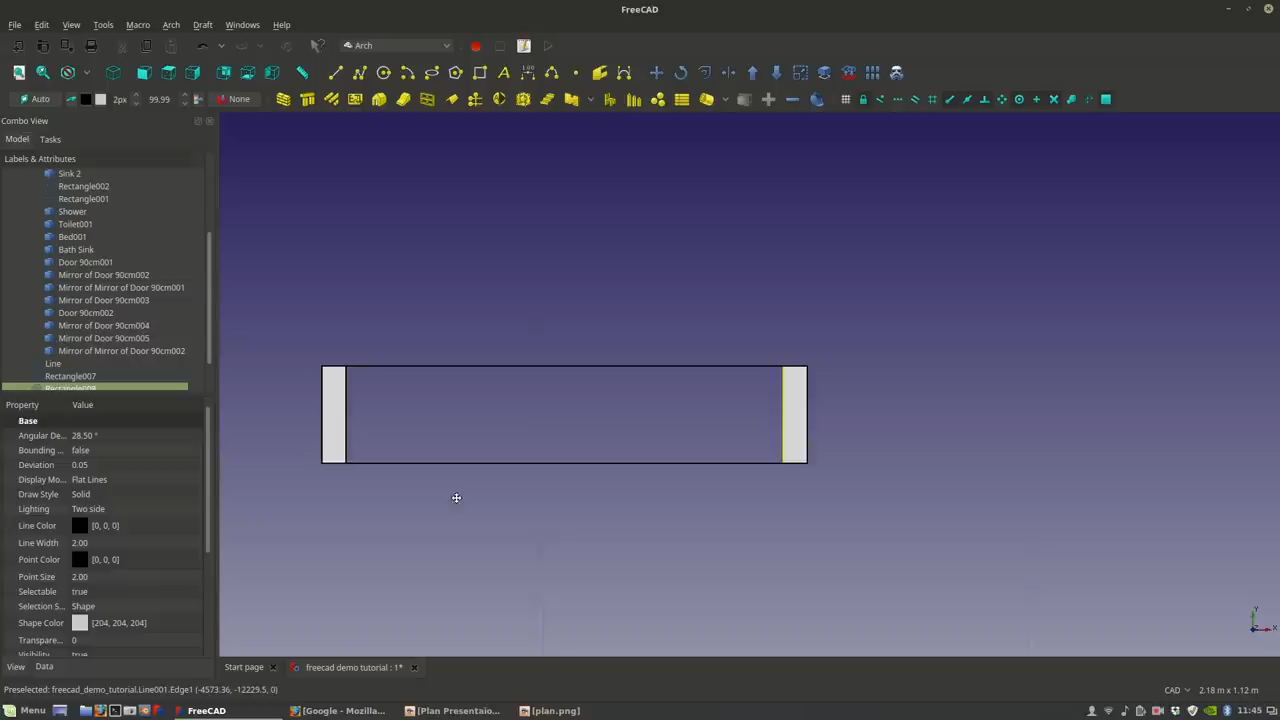 FreeCAD
File Edit View Tools Macro Arch Draft Windows Help
Arch
Auto 2px 99.99 None
Combo View
Model Tasks
Labels & Attributes
Sink 2
Rectangle002
Rectangle001
Shower
Toilet001
Bed001
Bath Sink
Door 90cm001
Mirror of Door 90cm002
Mirror of Mirror of Door 90cm001
Mirror of Door 90cm003
Door 90cm002
Mirror of Door 90cm004
Mirror of Door 90cm005
Mirror of Mirror of Door 90cm002
Line
Rectangle007
Property Value
Base
Angular De... 28.50 °
Bounding ... false
Deviation 0.05
Display Mo... Flat Lines
Draw Style Solid
Lighting Two side
Line Color [0, 0, 0]
Line Width 2.00
Point Color [0, 0, 0]
Point Size 2.00
Selectable true
Selection S... Shape
Shape Color [204, 204, 204]
Transpare... 0
Visibility true
View Data
Start page freecad demo tutorial : 1*
Y
X
Preselected: freecad_demo_tutorial.Line001.Edge1 (-4573.36, -12229.5, 0) CAD 2.18 m x 1.12 m
Menu FreeCAD [Google - Mozilla... [Plan Presentaio... [plan.png] 11:45